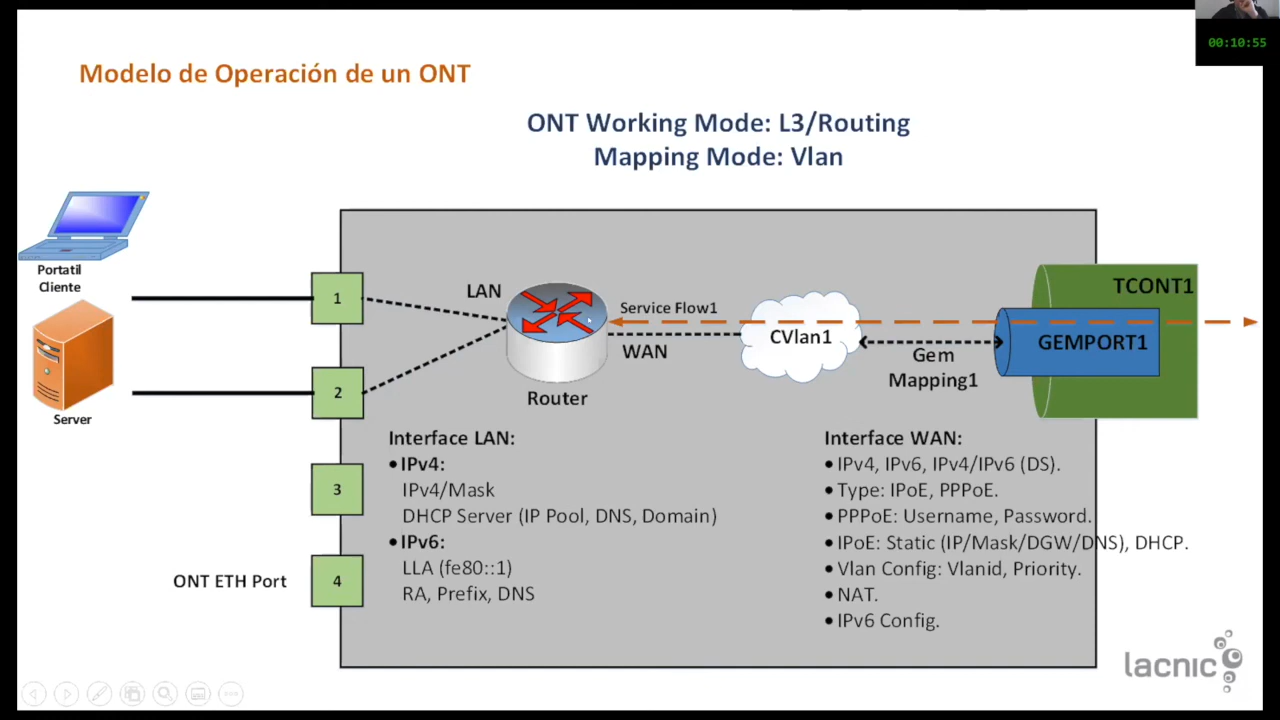 00:10:55
Modelo de Operación de un ONT
ONT Working Mode: L3/Routing
Mapping Mode: Vlan
Portatil
Cliente
Server
1
2
3
4
ONT ETH Port
LAN
WAN
Router
Service Flow1
CVlan1
Gem
Mapping1
TCONT1
GEMPORT1
Interface LAN:
•IPv4:
IPv4/Mask
DHCP Server (IP Pool, DNS, Domain)
•IPv6:
LLA (fe80::1)
RA, Prefix, DNS
Interface WAN:
•IPv4, IPv6, IPv4/IPv6 (DS).
•Type: IPoE, PPPoE.
•PPPoE: Username, Password.
•IPoE: Static (IP/Mask/DGW/DNS), DHCP.
•Vlan Config: Vlanid, Priority.
•NAT.
•IPv6 Config.
lacnic